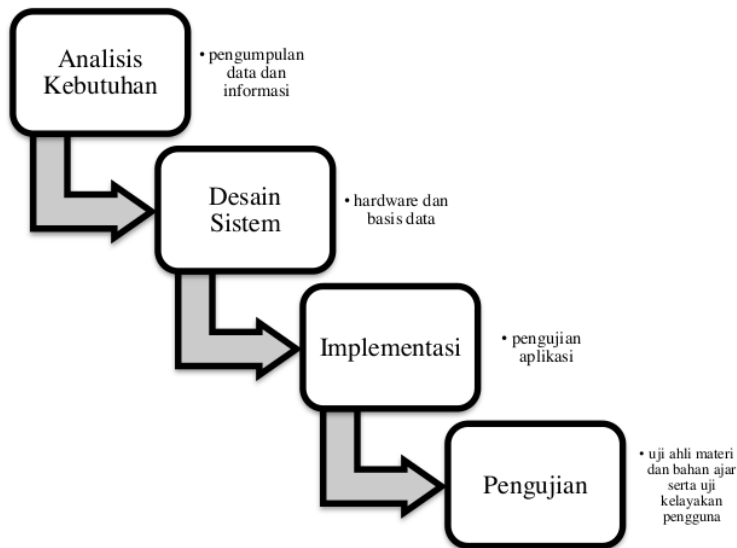 Analisis
Kebutuhan
• pengumpulan
data dan
informasi
Desain
Sistem
• hardware dan
basis data
Implementasi
• pengujian
aplikasi
Pengujian
• uji ahli materi
dan bahan ajar
serta uji
kelayakan
pengguna